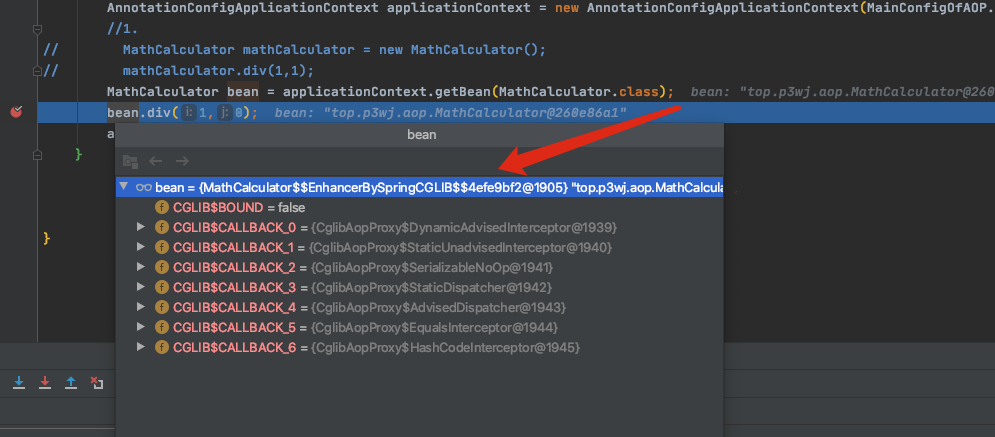 AnnotationConfigApplicationContext applicationContext = new AnnotationConfigApplicationContext(MainConfigOfAOP.
//1.
// MathCalculator mathCalculator = new MathCalculator();
// mathCalculator.div(1,1);
MathCalculator bean = applicationContext.getBean(MathCalculator.class); bean: "top.p3wj.aop.MathCalculator@260
bean.div(i:1,j:0); bean: "top.p3wj.aop.MathCalculator@260e86a1"
a
bean
}
bean = {MathCalculator$$EnhancerBySpringCGLIB$$4efe9bf2@1905} "top.p3wj.aop.MathCalcula
f CGLIB$BOUND = false
f CGLIB$CALLBACK_0 = {CglibAopProxy$DynamicAdvisedInterceptor@1939}
}
f CGLIB$CALLBACK_1 = {CglibAopProxy$StaticUnadvisedInterceptor@1940}
f CGLIB$CALLBACK_2 = {CglibAopProxy$SerializableNoOp@1941}
f CGLIB$CALLBACK_3 = {CglibAopProxy$StaticDispatcher@1942}
f CGLIB$CALLBACK_4 = {CglibAopProxy$AdvisedDispatcher@1943}
f CGLIB$CALLBACK_5 = {CglibAopProxy$EqualsInterceptor@1944}
f CGLIB$CALLBACK_6 = {CglibAopProxy$HashCodeInterceptor@1945}